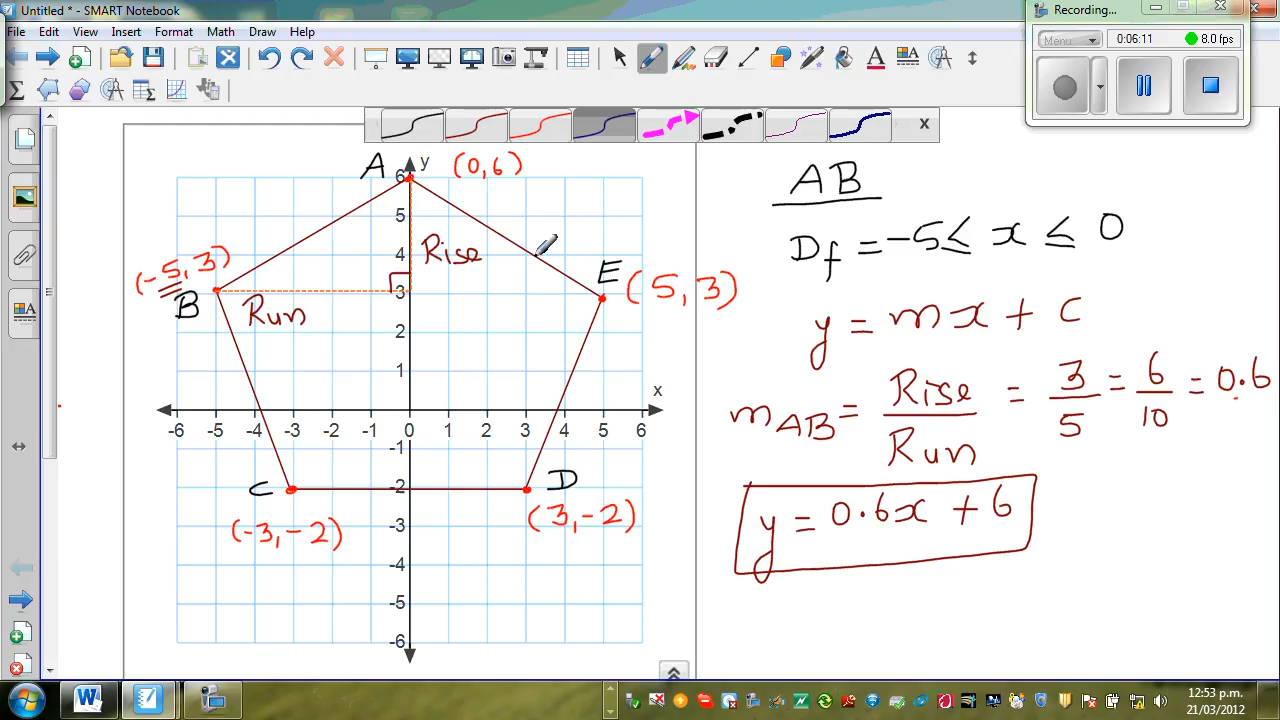 Untitled * - SMART Notebook
Recording...
File Edit View Insert Format Math Draw Help
Menu
0:06:11
8.0 fps
x
A
y
(0,6)
6
5
4
3
2
1
Rise
(-5,3)
B
Run
E
(5,3)
x
-6 -5 -4 -3 -2 -1 0 1 2 3 4 5 6
-1
-2
-3
-4
-5
-6
C
D
(-3,-2)
(3,-2)
AB
Df = -5 ≤ x ≤ 0
y = mx + c
mAB = Rise/Run = 3/5 = 6/10 = 0.6
y = 0.6x + 6
12:53 p.m.
21/03/2012